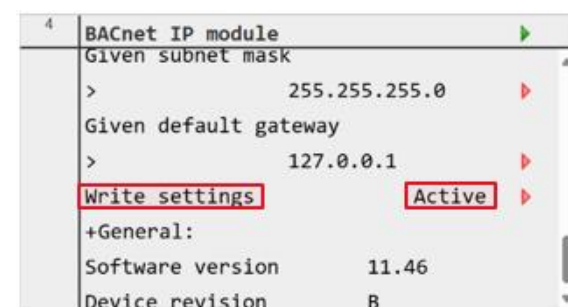 4
BACnet IP module
Given subnet mask
> 255.255.255.0
Given default gateway
> 127.0.0.1
Write settings Active
+General:
Software version 11.46
Device revision B